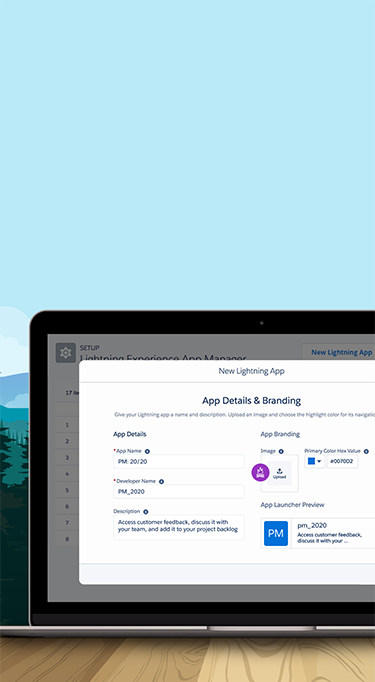 SETUP
Lightning Experience App Manager
New Lightning App
17 ite
New Lightning App
App Details & Branding
Give your Lightning app a name and description. Upload an image and choose the highlight color for its navigatio
App Details
App Branding
*App Name
PM: 20/20
Image
Primary Color Hex Value
Upload
#0070D2
*Developer Name
PM_2020
Description
Access customer feedback, discuss it with
your team, and add it to your project backlog
App Launcher Preview
PM
pm_2020
Access customer feedback,
discuss it with your ...
1
2
3
4
5
6
7
8